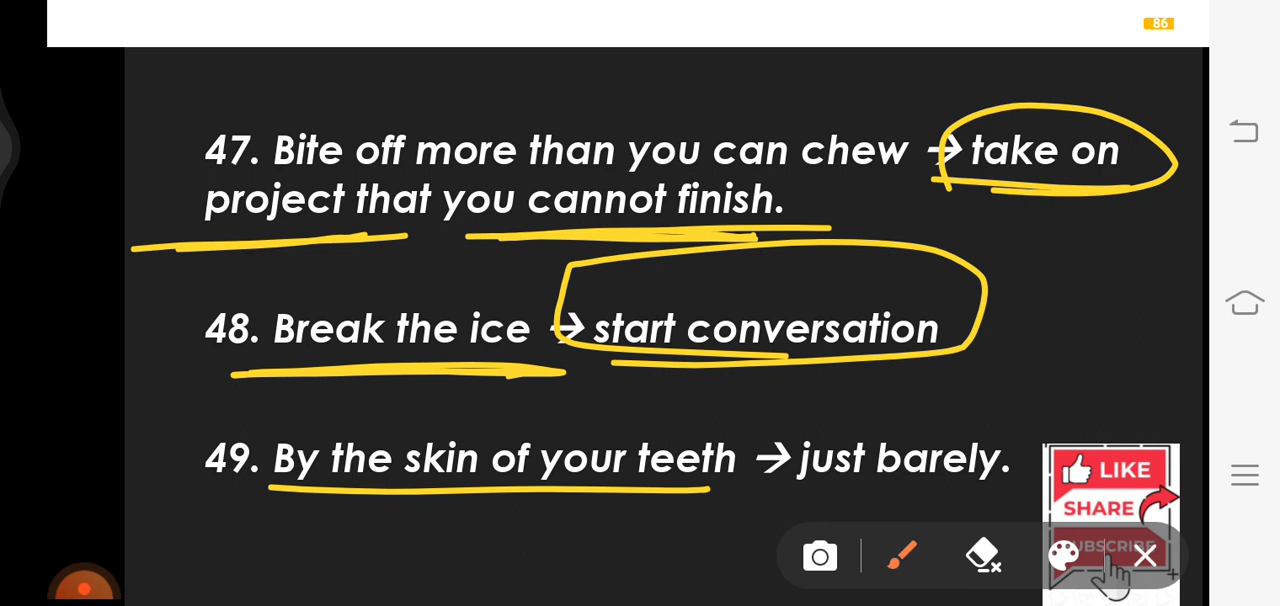 86
47. Bite off more than you can chew → take on
project that you cannot finish.
48. Break the ice → start conversation
49. By the skin of your teeth → just barely.
LIKE
SHARE
SUBSCRIBE